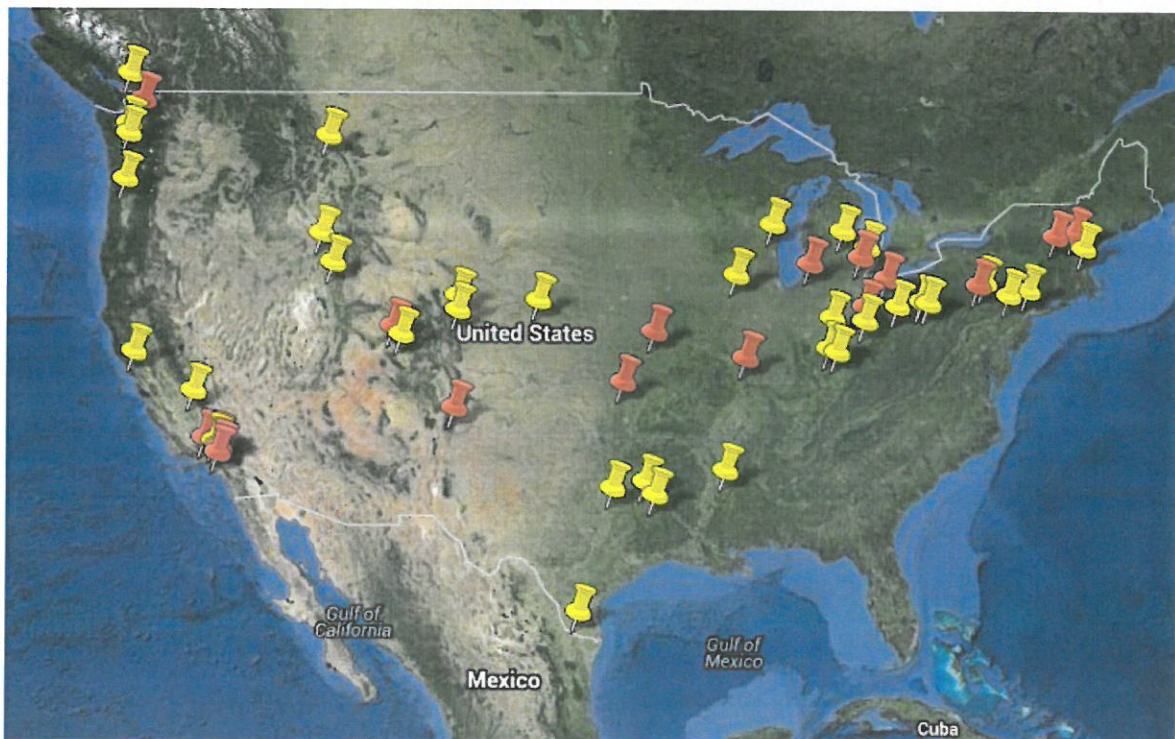 United States
Gulf of
California
Gulf of
Mexico
Mexico
Cuba